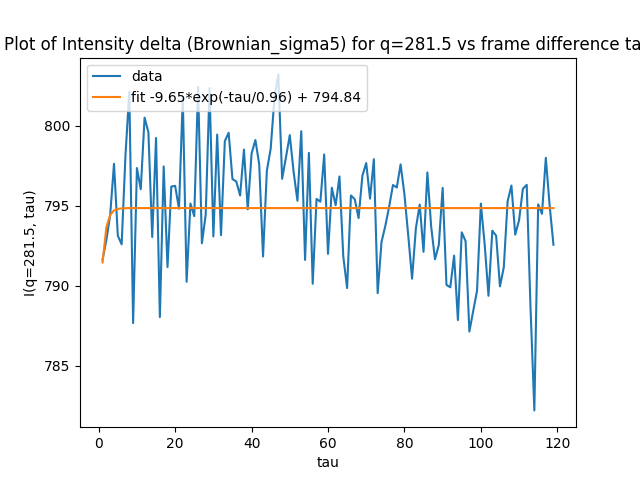 Plot of Intensity delta (Brownian_sigma5) for q=281.5 vs frame difference ta
data
fit -9.65*exp(-tau/0.96) + 794.84
800
795
790
785
I(q=281.5, tau)
0 20 40 60 80 100 120
tau